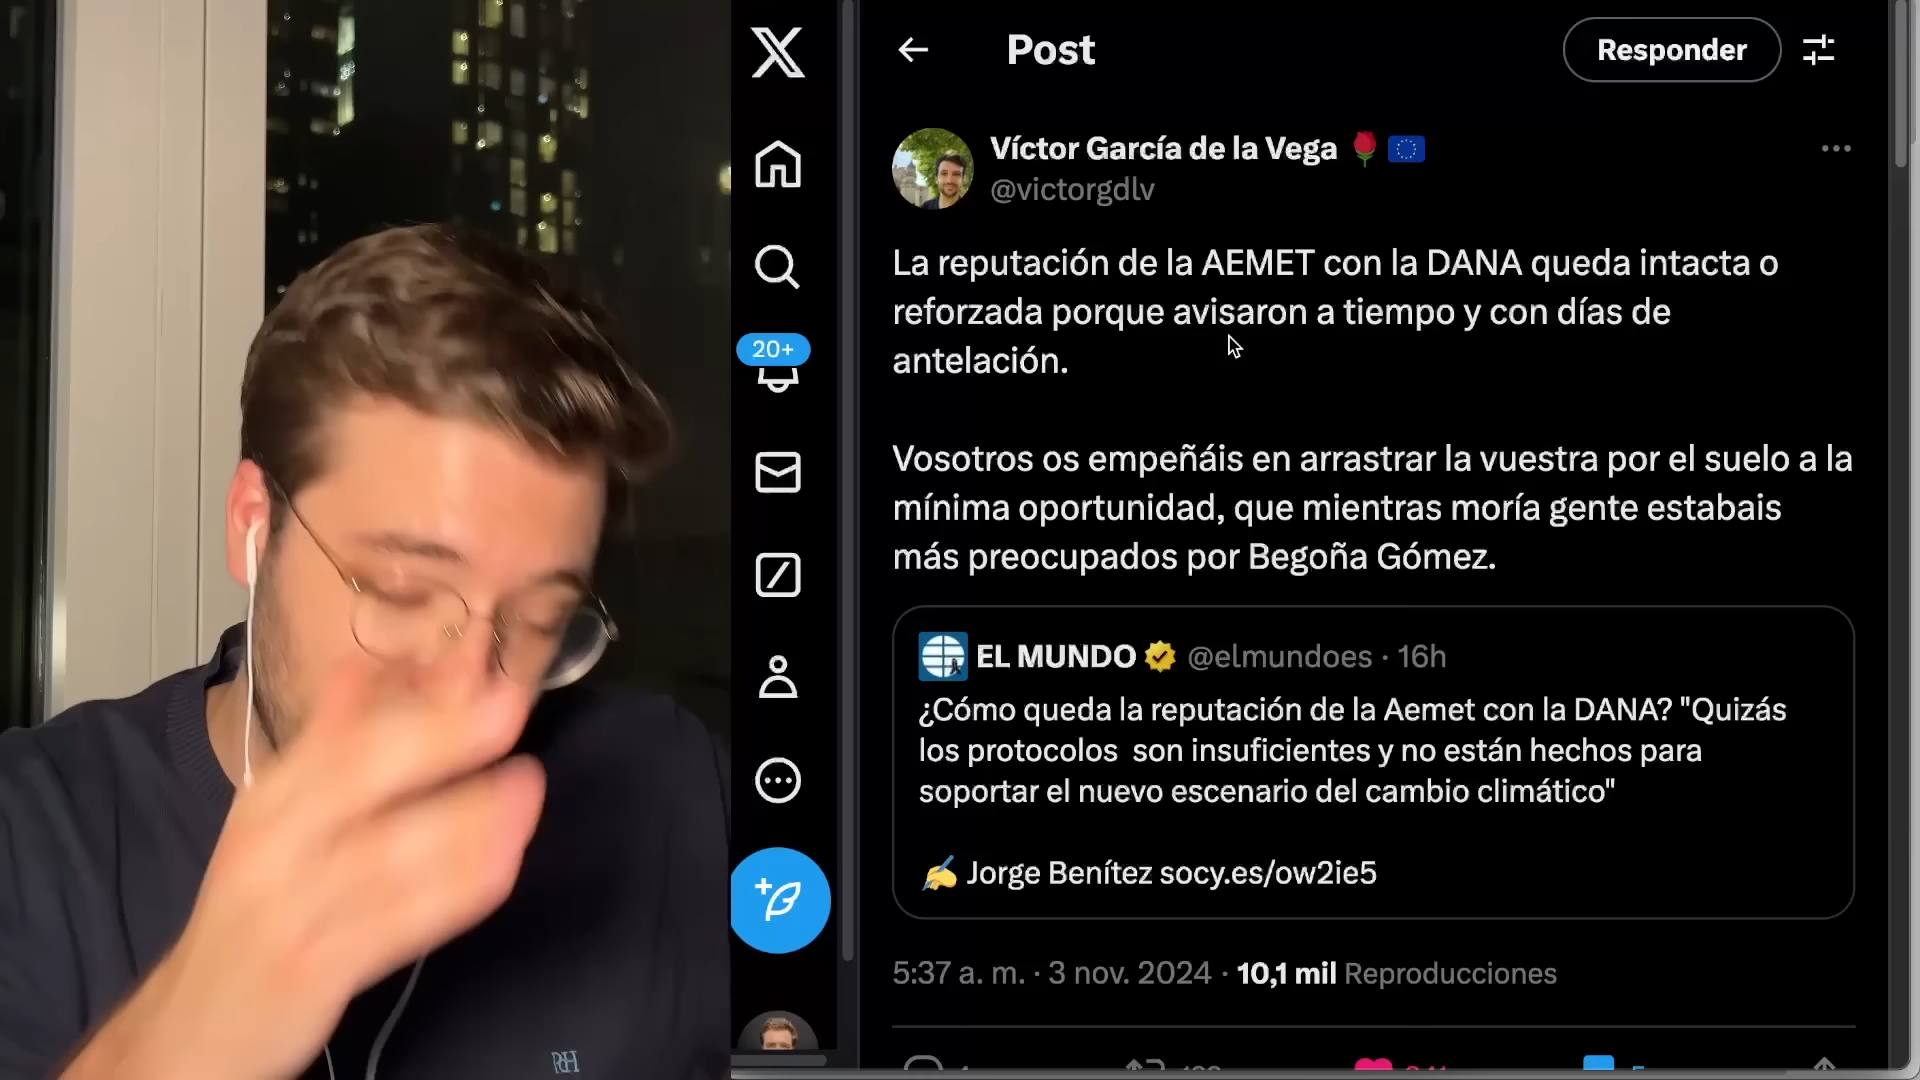 Post
Responder
20+
Víctor García de la Vega
@victorgdlv
La reputación de la AEMET con la DANA queda intacta o
reforzada porque avisaron a tiempo y con días de
antelación.
Vosotros os empeñáis en arrastrar la vuestra por el suelo a la
mínima oportunidad, que mientras moría gente estabais
más preocupados por Begoña Gómez.
EL MUNDO @elmundoes · 16h
¿Cómo queda la reputación de la Aemet con la DANA? "Quizás
los protocolos son insuficientes y no están hechos para
soportar el nuevo escenario del cambio climático"
Jorge Benítez socy.es/ow2ie5
5:37 a. m. · 3 nov. 2024 · 10,1 mil Reproducciones